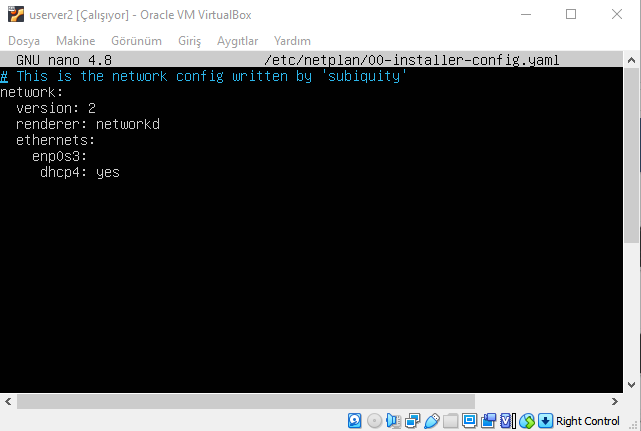 userver2 [Çalışıyor] - Oracle VM VirtualBox
Dosya Makine Görünüm Giriş Aygıtlar Yardım
GNU nano 4.8 /etc/netplan/00-installer-config.yaml
# This is the network config written by 'subiquity'
network:
  version: 2
  renderer: networkd
  ethernets:
    enp0s3:
     dhcp4: yes
Right Control